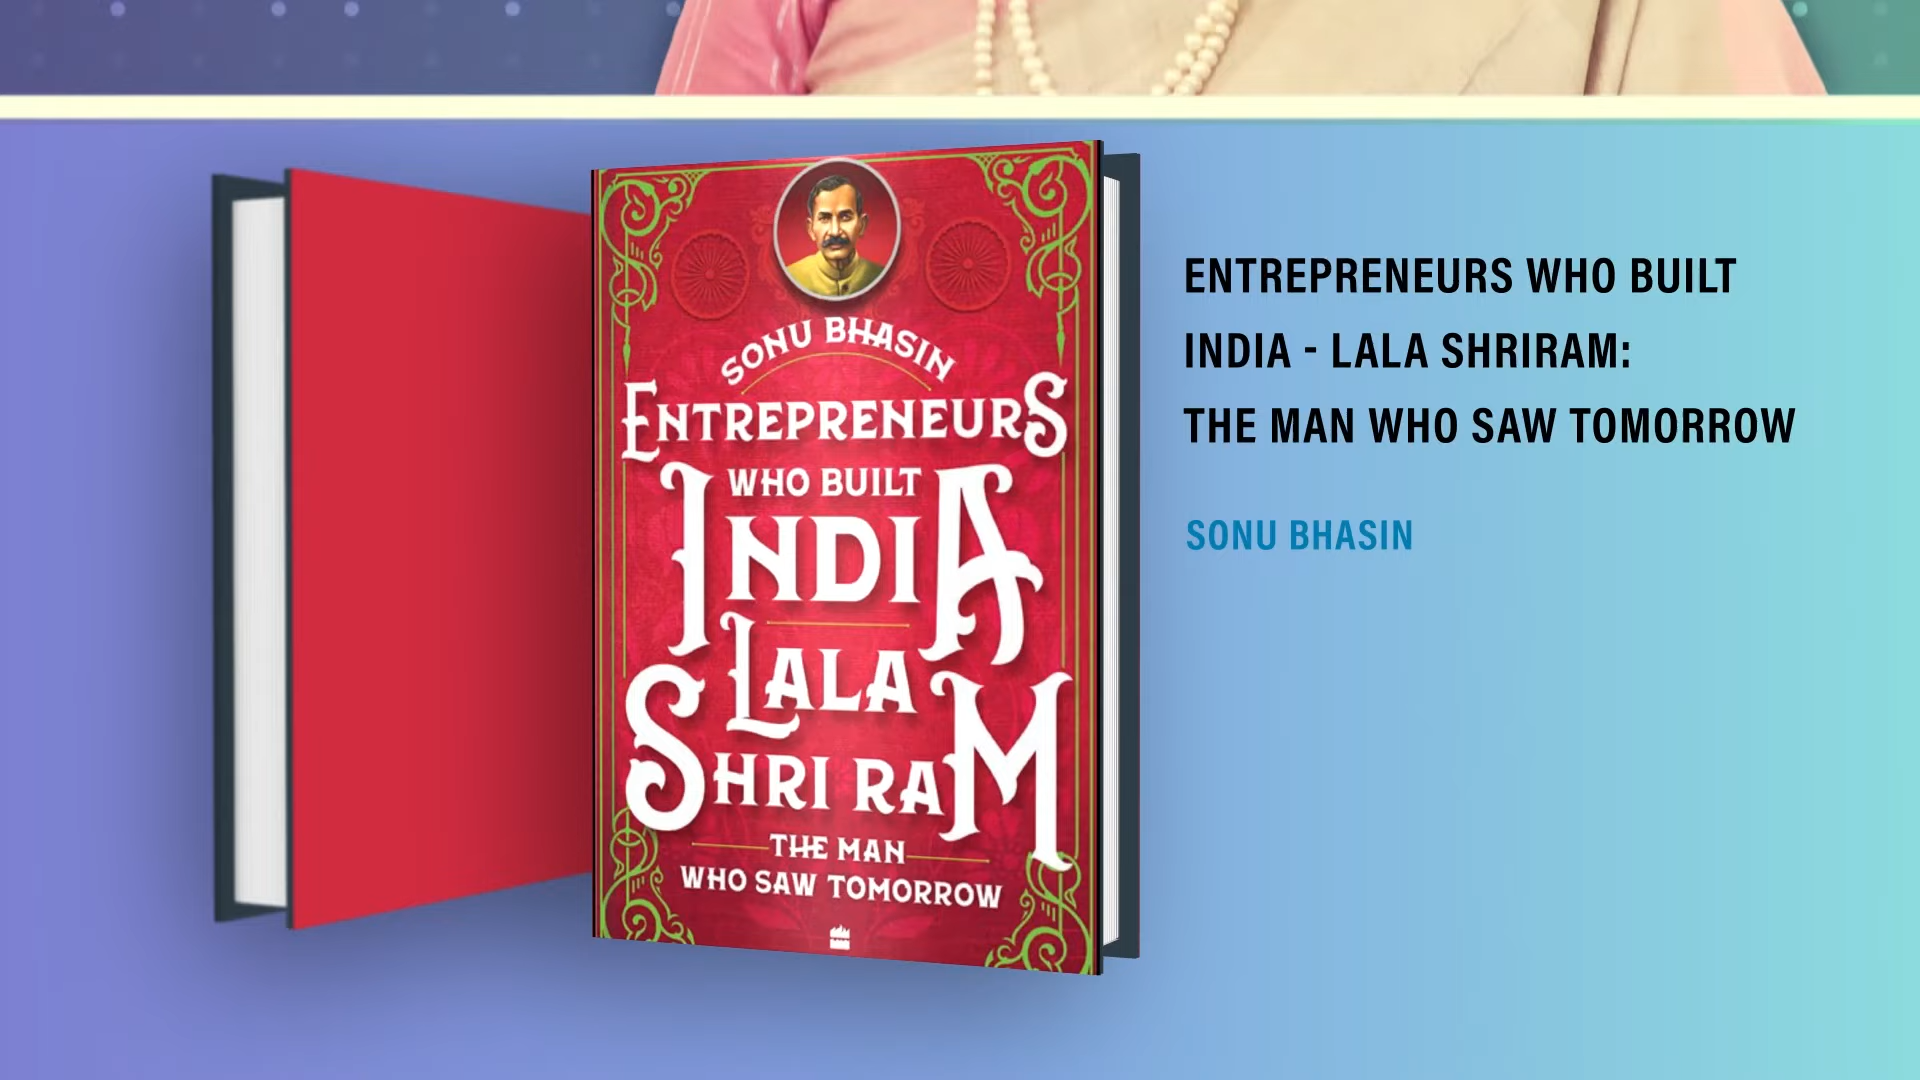 SONU BHASIN
ENTREPRENEURS
WHO BUILT
INDIA
LALA
SHRI RAM
THE MAN
WHO SAW TOMORROW
ENTREPRENEURS WHO BUILT
INDIA - LALA SHRIRAM:
THE MAN WHO SAW TOMORROW
SONU BHASIN